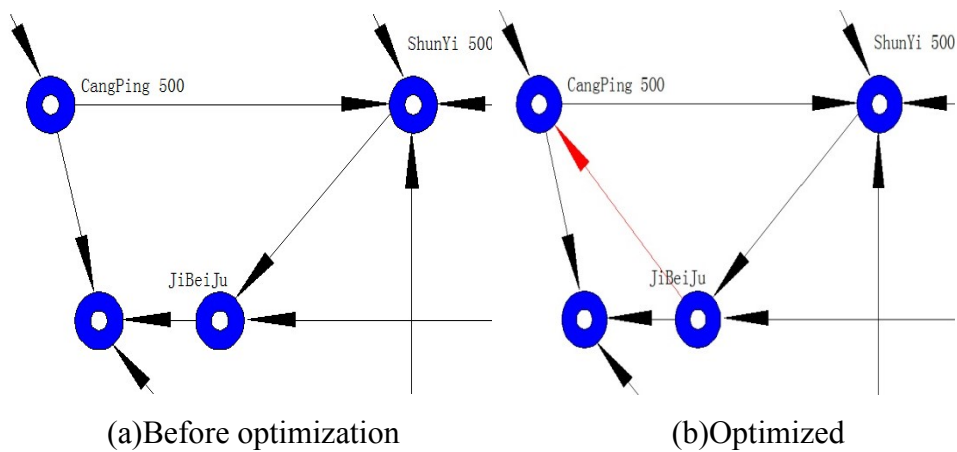 ShunYi 500
CangPing 500
JiBeiJu
(a)Before optimization
ShunYi 500
CangPing 500
JiBeiJu
(b)Optimized